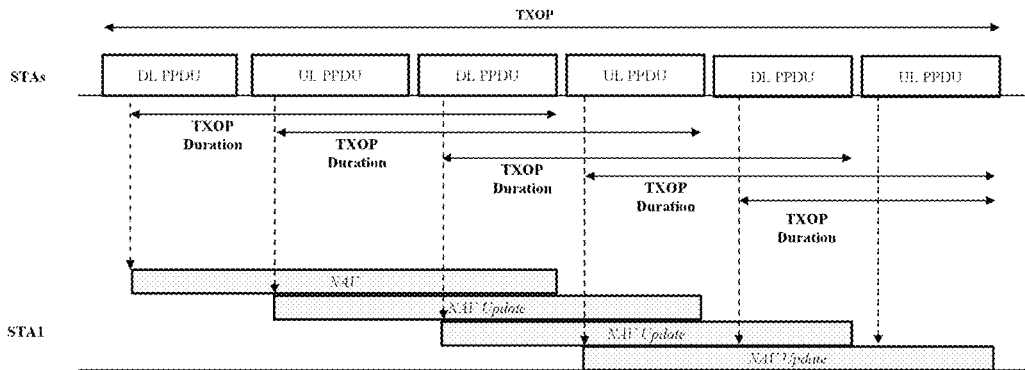 TXOP
STAs
DL PPDU
UL PPDU
DL PPDU
UL PPDU
DL PPDU
UL PPDU
TXOP
Duration
TXOP
Duration
TXOP
Duration
TXOP
Duration
TXOP
Duration
NAV
NAV Update
STA1
NAV Update
NAV Update